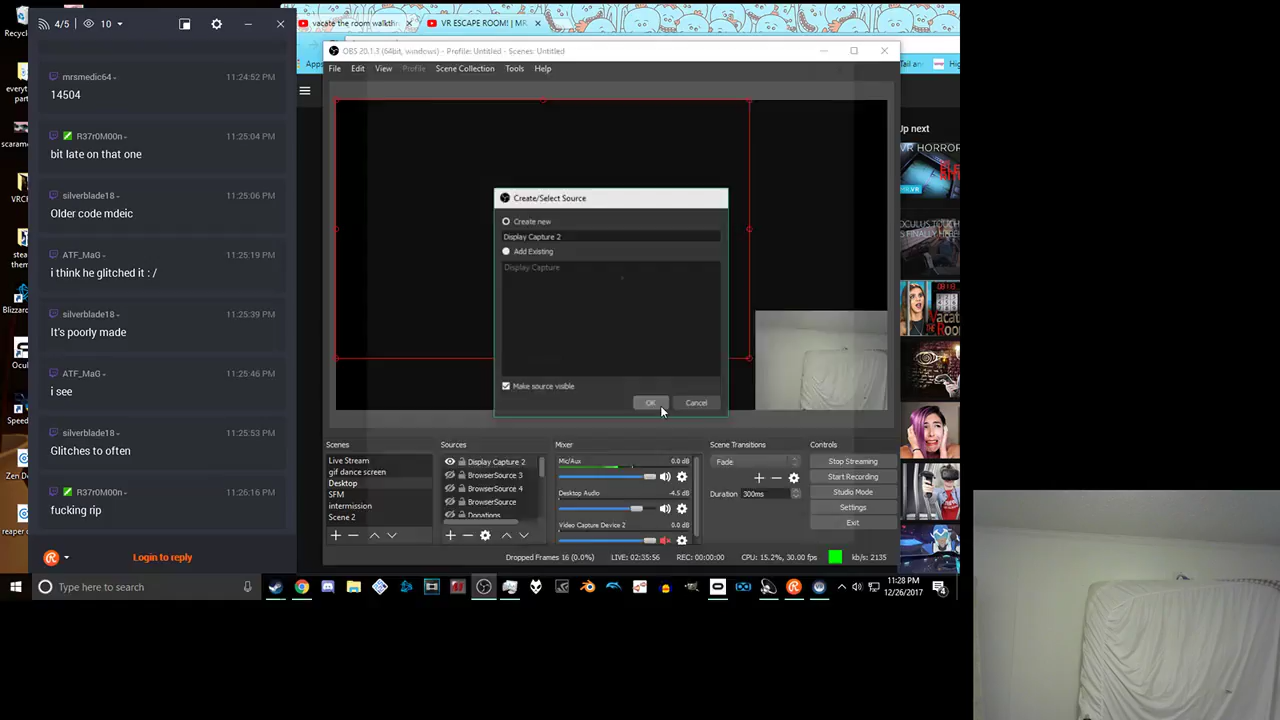 4/5 10
mrsmedic64 11:24:52 PM
14504
R37r0M00n 11:25:04 PM
bit late on that one
silverblade18 11:25:06 PM
Older code mdeic
ATF_MaG 11:25:19 PM
i think he glitched it : /
silverblade18 11:25:39 PM
It's poorly made
ATF_MaG 11:25:46 PM
i see
silverblade18 11:25:53 PM
Glitches to often
R37r0M00n 11:26:16 PM
fucking rip
Login to reply
vacate the room walkthr
VR ESCAPE ROOM! | MR
OBS 20.1.3 (64bit, windows) - Profile: Untitled - Scenes: Untitled
File Edit View Profile Scene Collection Tools Help
Create/Select Source
Create new
Display Capture 2
Add Existing
Display Capture
Make source visible
OK Cancel
Scenes
Live Stream
gif dance screen
Desktop
SFM
intermission
Scene 2
Sources
Display Capture 2
BrowserSource 3
BrowserSource 4
BrowserSource
Donations
Mixer
Mic/Aux 0.0 dB
Desktop Audio -4.5 dB
Video Capture Device 2 0.0 dB
Scene Transitions
Fade
Duration 300ms
Controls
Stop Streaming
Start Recording
Studio Mode
Settings
Exit
Dropped Frames 16 (0.0%) LIVE: 02:35:56 REC: 00:00:00 CPU: 15.2%, 30.00 fps kb/s: 2135
Up next
VR HORROR
Type here to search
11:28 PM
12/26/2017